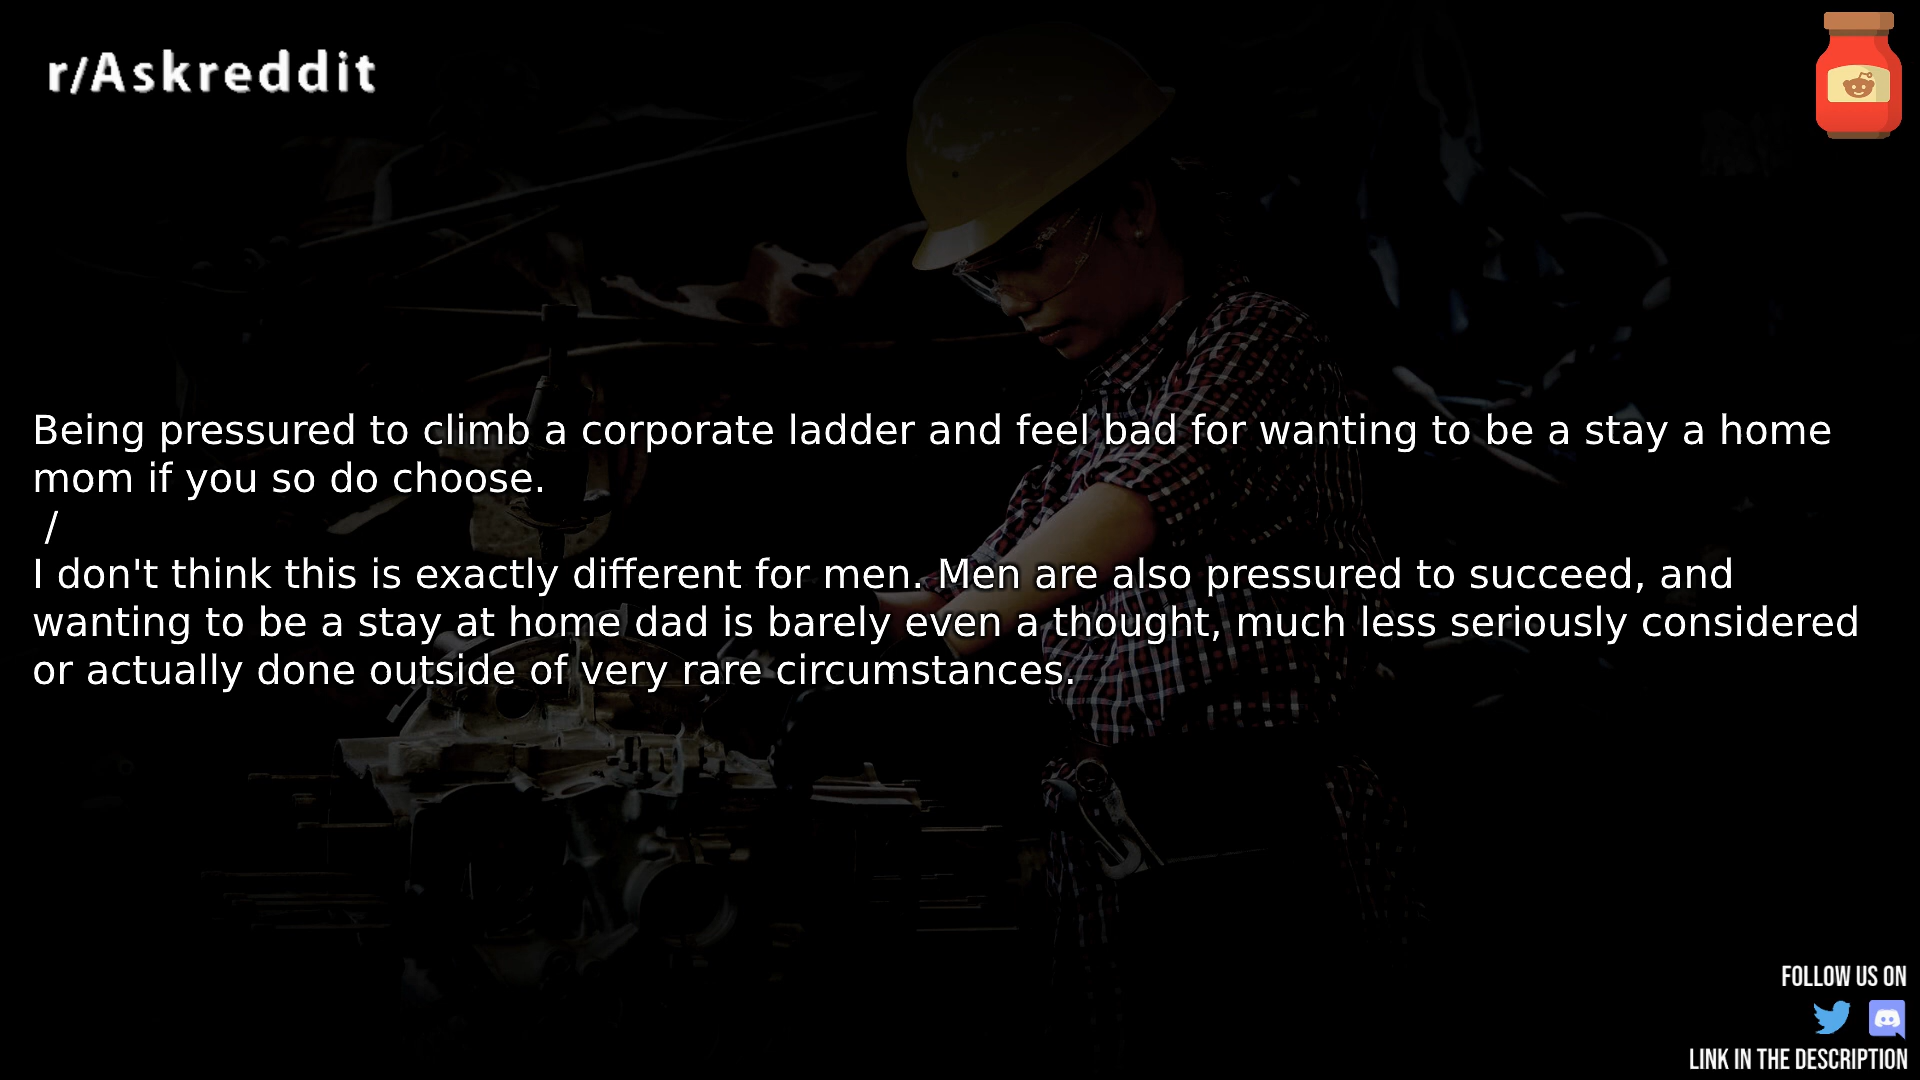 r/Askreddit
Being pressured to climb a corporate ladder and feel bad for wanting to be a stay a home
mom if you so do choose.
/
I don't think this is exactly different for men. Men are also pressured to succeed, and
wanting to be a stay at home dad is barely even a thought, much less seriously considered
or actually done outside of very rare circumstances.
FOLLOW US ON
LINK IN THE DESCRIPTION